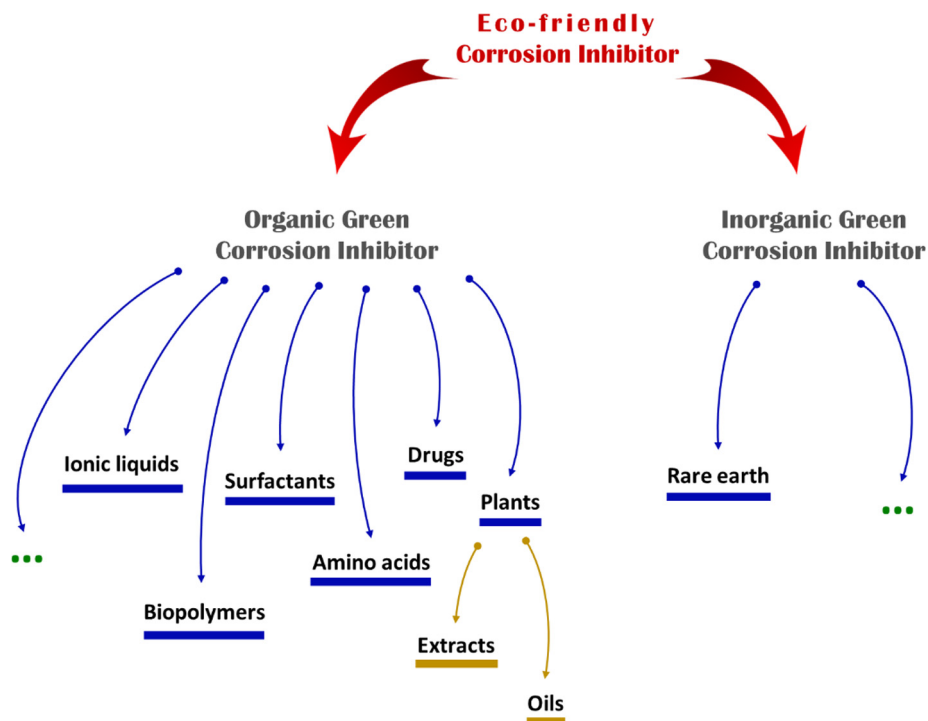 Eco-friendly
Corrosion Inhibitor
Organic Green
Corrosion Inhibitor
Inorganic Green
Corrosion Inhibitor
Ionic liquids
Surfactants
Drugs
Plants
Rare earth
...
...
Amino acids
Biopolymers
Extracts
Oils